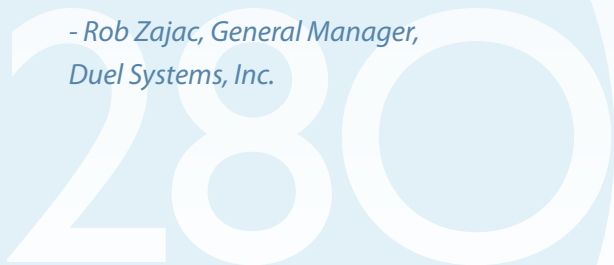 - Rob Zajac, General Manager,
Duel Systems, Inc.
280